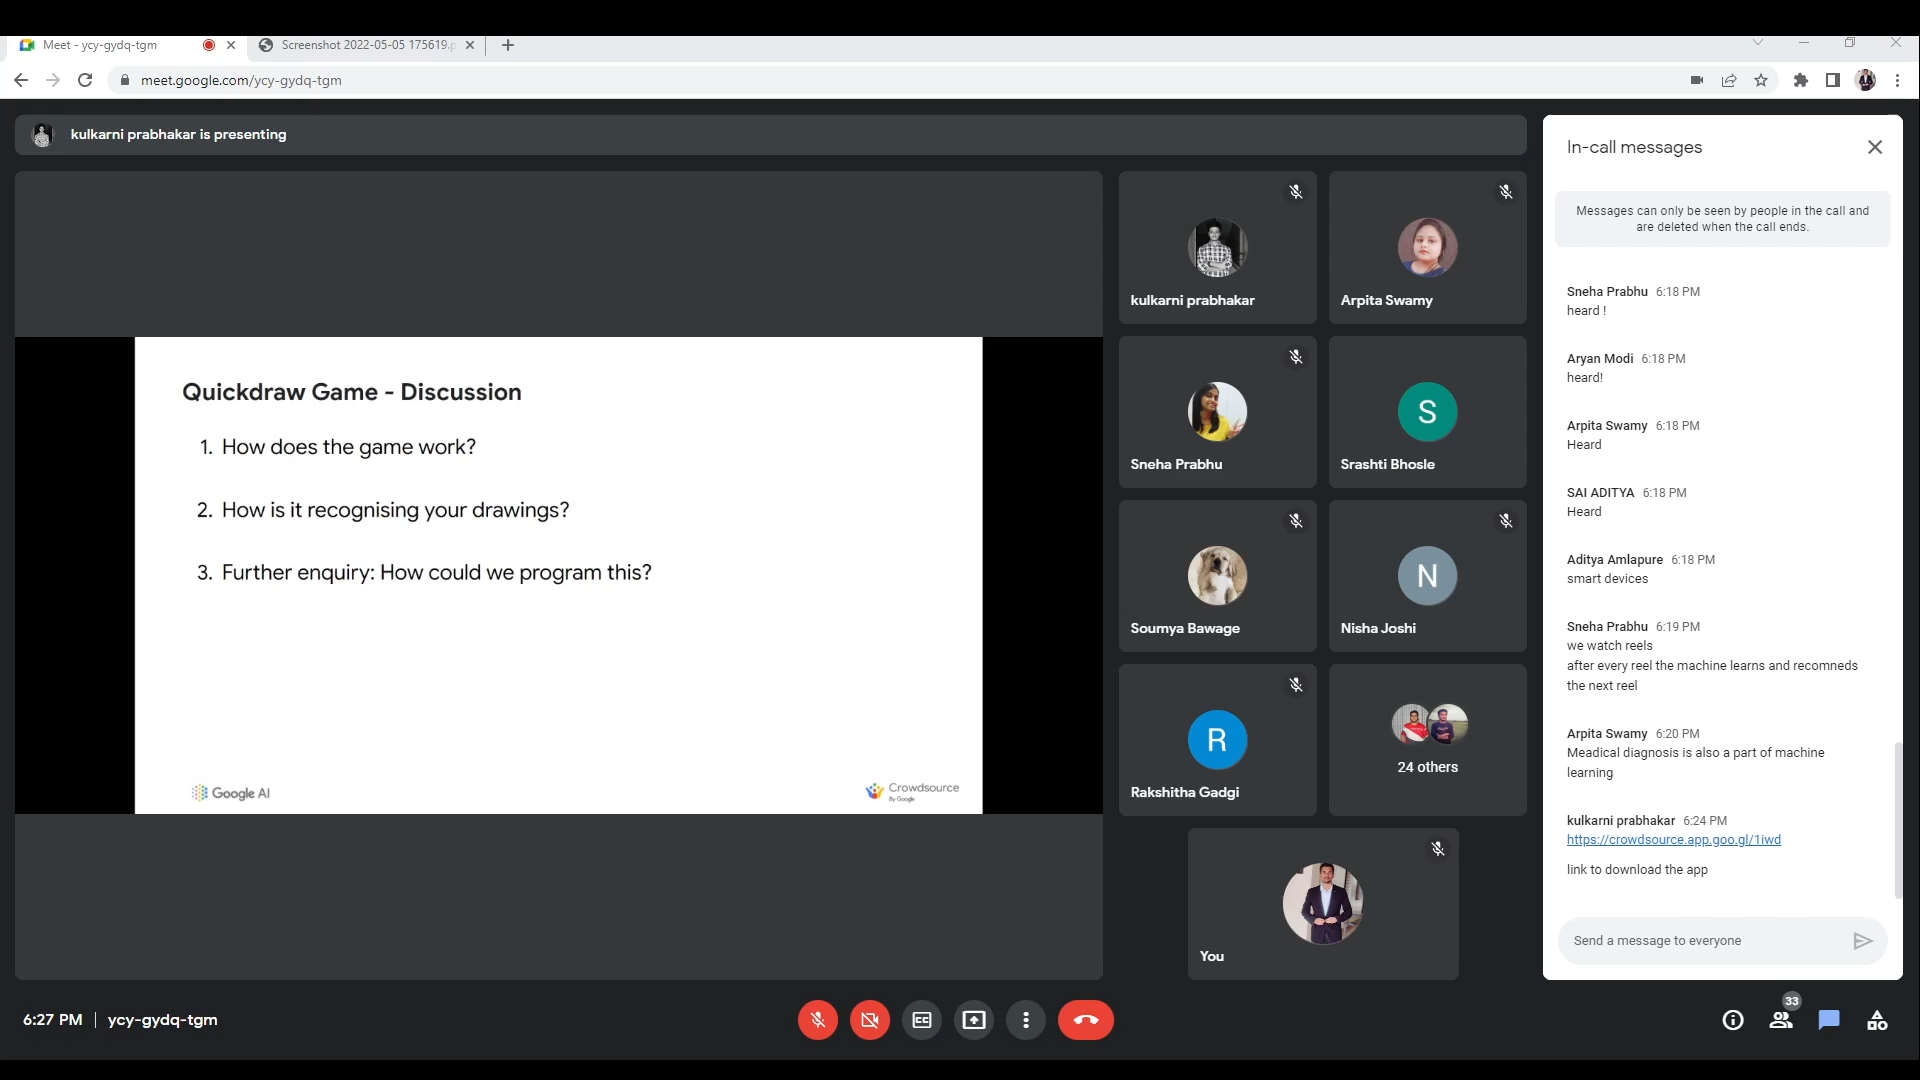 Meet - ycy-gydq-tgm
Screenshot 2022-05-05 175619.p
meet.google.com/ycy-gydq-tgm
kulkarni prabhakar is presenting
Quickdraw Game - Discussion
1. How does the game work?
2. How is it recognising your drawings?
3. Further enquiry: How could we program this?
Google AI
Crowdsource
By Google
kulkarni prabhakar
Arpita Swamy
Sneha Prabhu
S
Srashti Bhosle
Soumya Bawage
N
Nisha Joshi
R
Rakshitha Gadgi
24 others
You
In-call messages
Messages can only be seen by people in the call and
are deleted when the call ends.
Sneha Prabhu 6:18 PM
heard !
Aryan Modi 6:18 PM
heard!
Arpita Swamy 6:18 PM
Heard
SAI ADITYA 6:18 PM
Heard
Aditya Amlapure 6:18 PM
smart devices
Sneha Prabhu 6:19 PM
we watch reels
after every reel the machine learns and recomneds
the next reel
Arpita Swamy 6:20 PM
Meadical diagnosis is also a part of machine
learning
kulkarni prabhakar 6:24 PM
https://crowdsource.app.goo.gl/1iwd
link to download the app
Send a message to everyone
6:27 PM | ycy-gydq-tgm
33